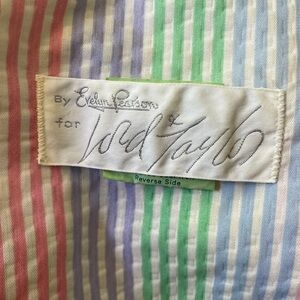 By Evelyn Pearson
for Lord & Taylor
Reverse Side